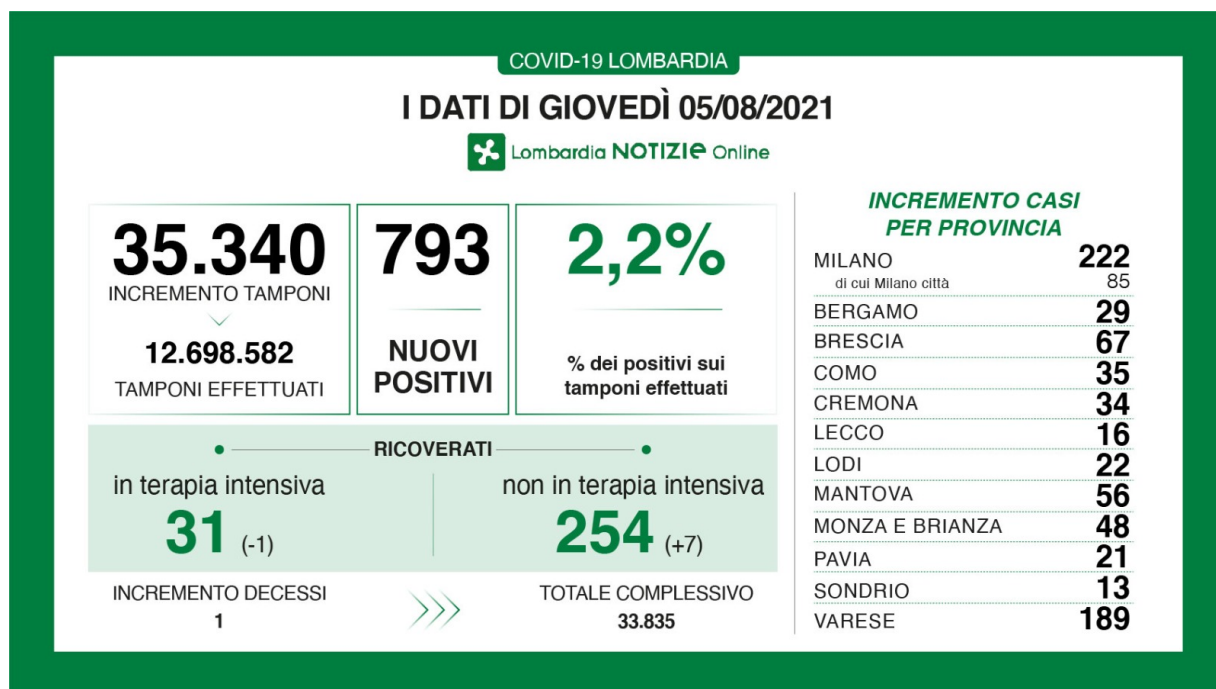 COVID-19 LOMBARDIA
I DATI DI GIOVEDÌ 05/08/2021
Lombardia NOTIZIE Online
35.340
INCREMENTO TAMPONI
12.698.582
TAMPONI EFFETTUATI
793
NUOVI
POSITIVI
2,2%
% dei positivi sui
tamponi effettuati
RICOVERATI
in terapia intensiva
31 (-1)
non in terapia intensiva
254 (+7)
INCREMENTO DECESSI
1
TOTALE COMPLESSIVO
33.835
INCREMENTO CASI
PER PROVINCIA
MILANO 222
di cui Milano città 85
BERGAMO 29
BRESCIA 67
COMO 35
CREMONA 34
LECCO 16
LODI 22
MANTOVA 56
MONZA E BRIANZA 48
PAVIA 21
SONDRIO 13
VARESE 189